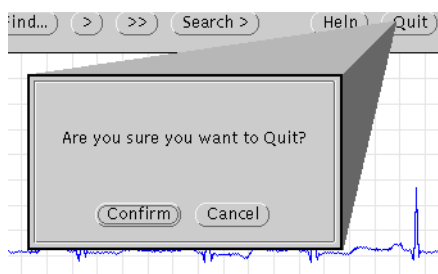 ind... > >> Search > Help Quit
Are you sure you want to Quit?
Confirm Cancel